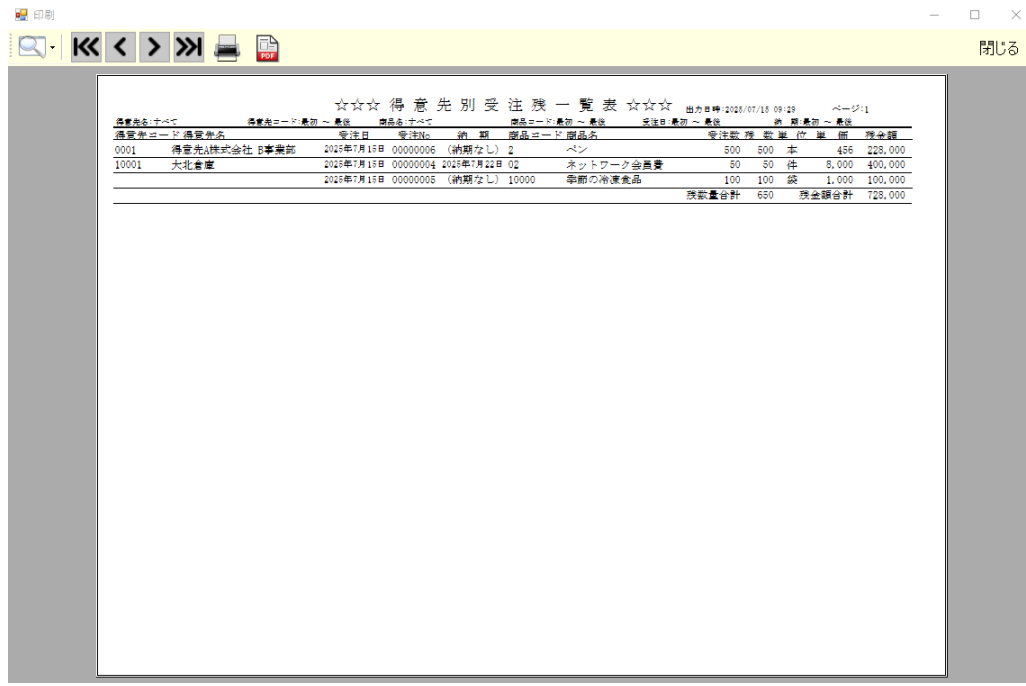 印刷
閉じる
PDF
☆☆☆ 得 意 先 別 受 注 残 一 覧 表 ☆☆☆ 出力日時:2025/07/15 09:29 ページ:1
得意先名:すべて 得意先コード:最初 ~ 最後 商品名:すべて 商品コード:最初 ~ 最後 受注日:最初 ~ 最後 納 期:最初 ~ 最後
得意先コード 得意先名 受注日 受注No 納 期 商品コード 商品名 受注数 残 数 単 位 単 価 残金額
0001 得意先A株式会社 B事業部 2025年7月15日 00000006 (納期なし) 2 ペン 500 500 本 456 228,000
10001 大北倉庫 2025年7月15日 00000004 2025年7月22日 02 ネットワーク会員費 50 50 件 8,000 400,000
2025年7月15日 00000005 (納期なし) 10000 季節の冷凍食品 100 100 袋 1,000 100,000
残数量合計 650 残金額合計 728,000